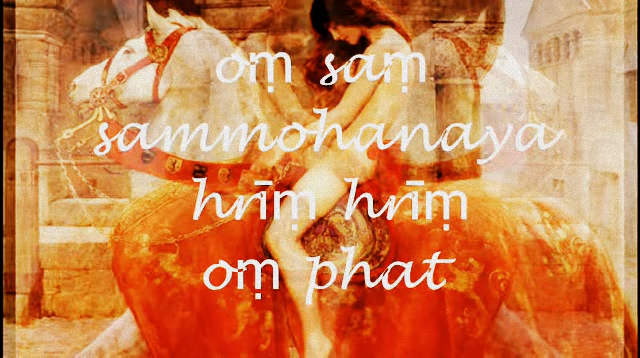 oṃ saṃ
sammohanaya
hrīṃ hrīṃ
oṃ phat